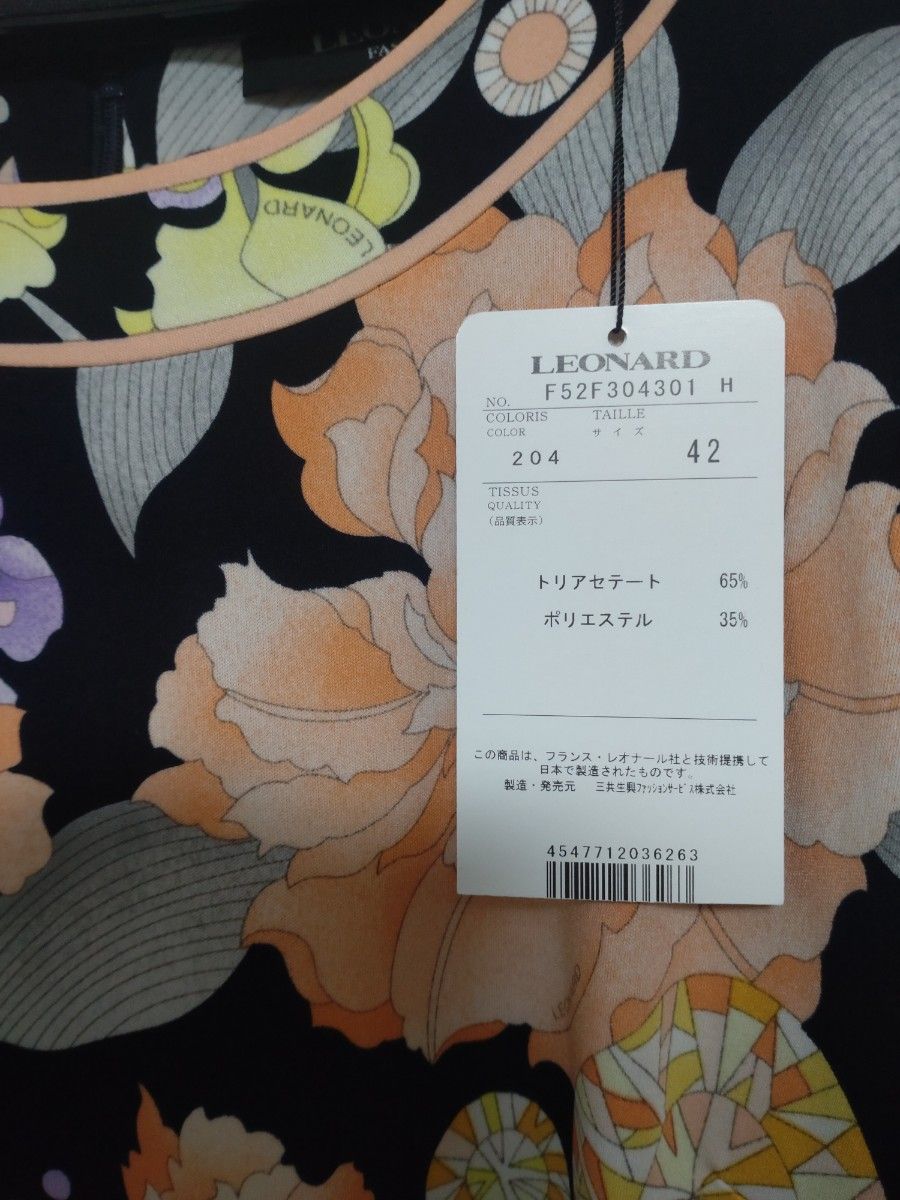 LEONARD
LEONARD
NO. F52F304301 H
COLORIS TAILLE
COLOR サイズ
204 42
TISSUS
QUALITY
(品質表示)
トリアセテート 65%
ポリエステル 35%
この商品は、フランス・レオナール社と技術提携して
日本で製造されたものです。
製造・発売元 三共生興ファッションサービス株式会社
4547712036263